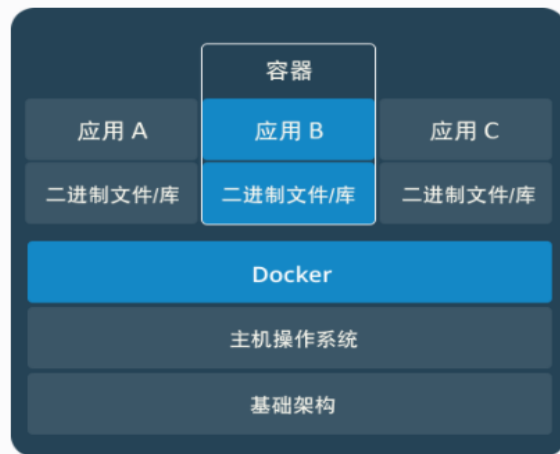 容器
应用 A
应用 B
应用 C
二进制文件/库
二进制文件/库
二进制文件/库
Docker
主机操作系统
基础架构